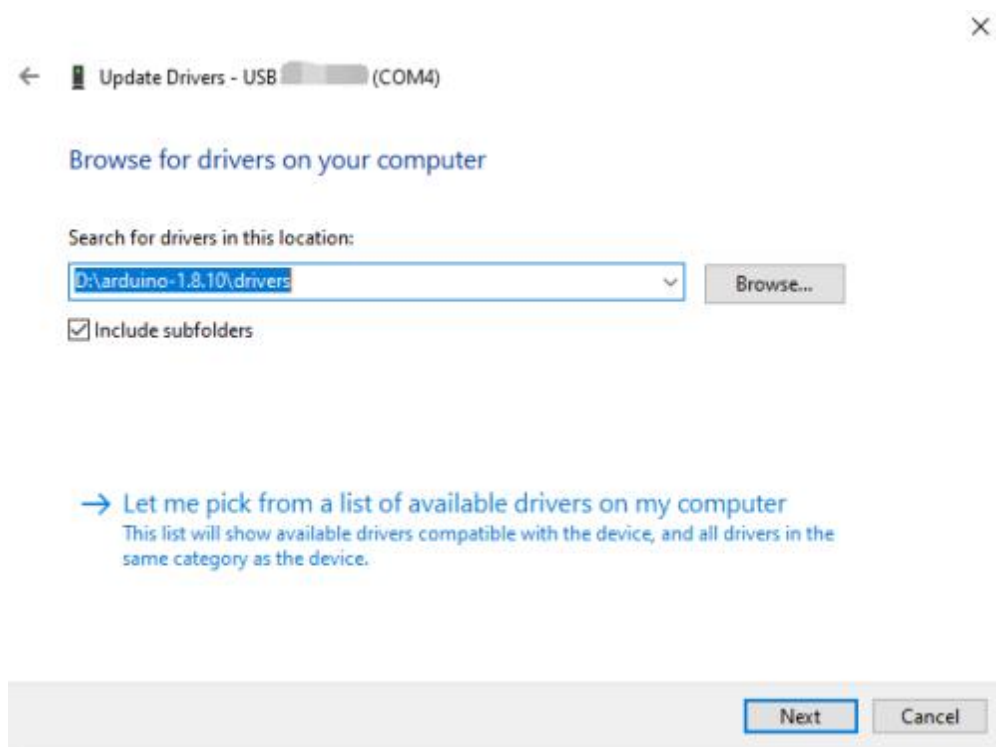 Update Drivers - USB (COM4)
Browse for drivers on your computer
Search for drivers in this location:
D:\arduino-1.8.10\drivers
Browse...
Include subfolders
Let me pick from a list of available drivers on my computer
This list will show available drivers compatible with the device, and all drivers in the
same category as the device.
Next
Cancel